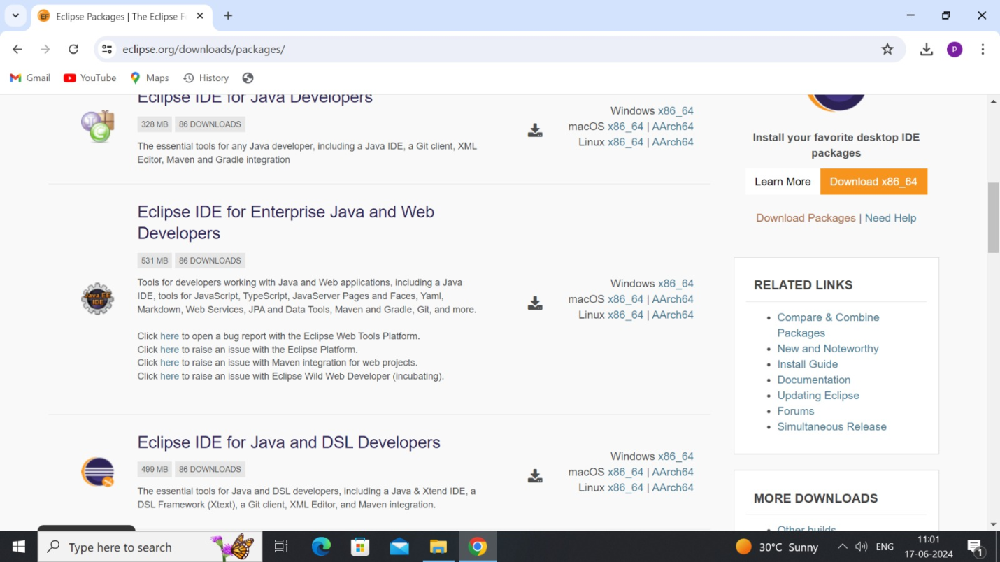 Eclipse Packages | The Eclipse F
eclipse.org/downloads/packages/
P
Gmail
YouTube
Maps
History
Eclipse IDE for Java Developers
328 MB
86 DOWNLOADS
The essential tools for any Java developer, including a Java IDE, a Git client, XML
Editor, Maven and Gradle integration
Windows x86_64
macOS x86_64 | AArch64
Linux x86_64 | AArch64
Eclipse IDE for Enterprise Java and Web
Developers
531 MB
86 DOWNLOADS
Java EE
IDE
Tools for developers working with Java and Web applications, including a Java
IDE, tools for JavaScript, TypeScript, JavaServer Pages and Faces, Yaml,
Markdown, Web Services, JPA and Data Tools, Maven and Gradle, Git, and more.
Click here to open a bug report with the Eclipse Web Tools Platform.
Click here to raise an issue with the Eclipse Platform.
Click here to raise an issue with Maven integration for web projects.
Click here to raise an issue with Eclipse Wild Web Developer (incubating).
Windows x86_64
macOS x86_64 | AArch64
Linux x86_64 | AArch64
Eclipse IDE for Java and DSL Developers
499 MB
86 DOWNLOADS
The essential tools for Java and DSL developers, including a Java & Xtend IDE, a
DSL Framework (Xtext), a Git client, XML Editor, and Maven integration.
Windows x86_64
macOS x86_64 | AArch64
Linux x86_64 | AArch64
Install your favorite desktop IDE
packages
Learn More
Download x86_64
Download Packages | Need Help
RELATED LINKS
Compare & Combine
Packages
New and Noteworthy
Install Guide
Documentation
Updating Eclipse
Forums
Simultaneous Release
MORE DOWNLOADS
Other builds
Type here to search
30°C Sunny
ENG
11:01
17-06-2024
1